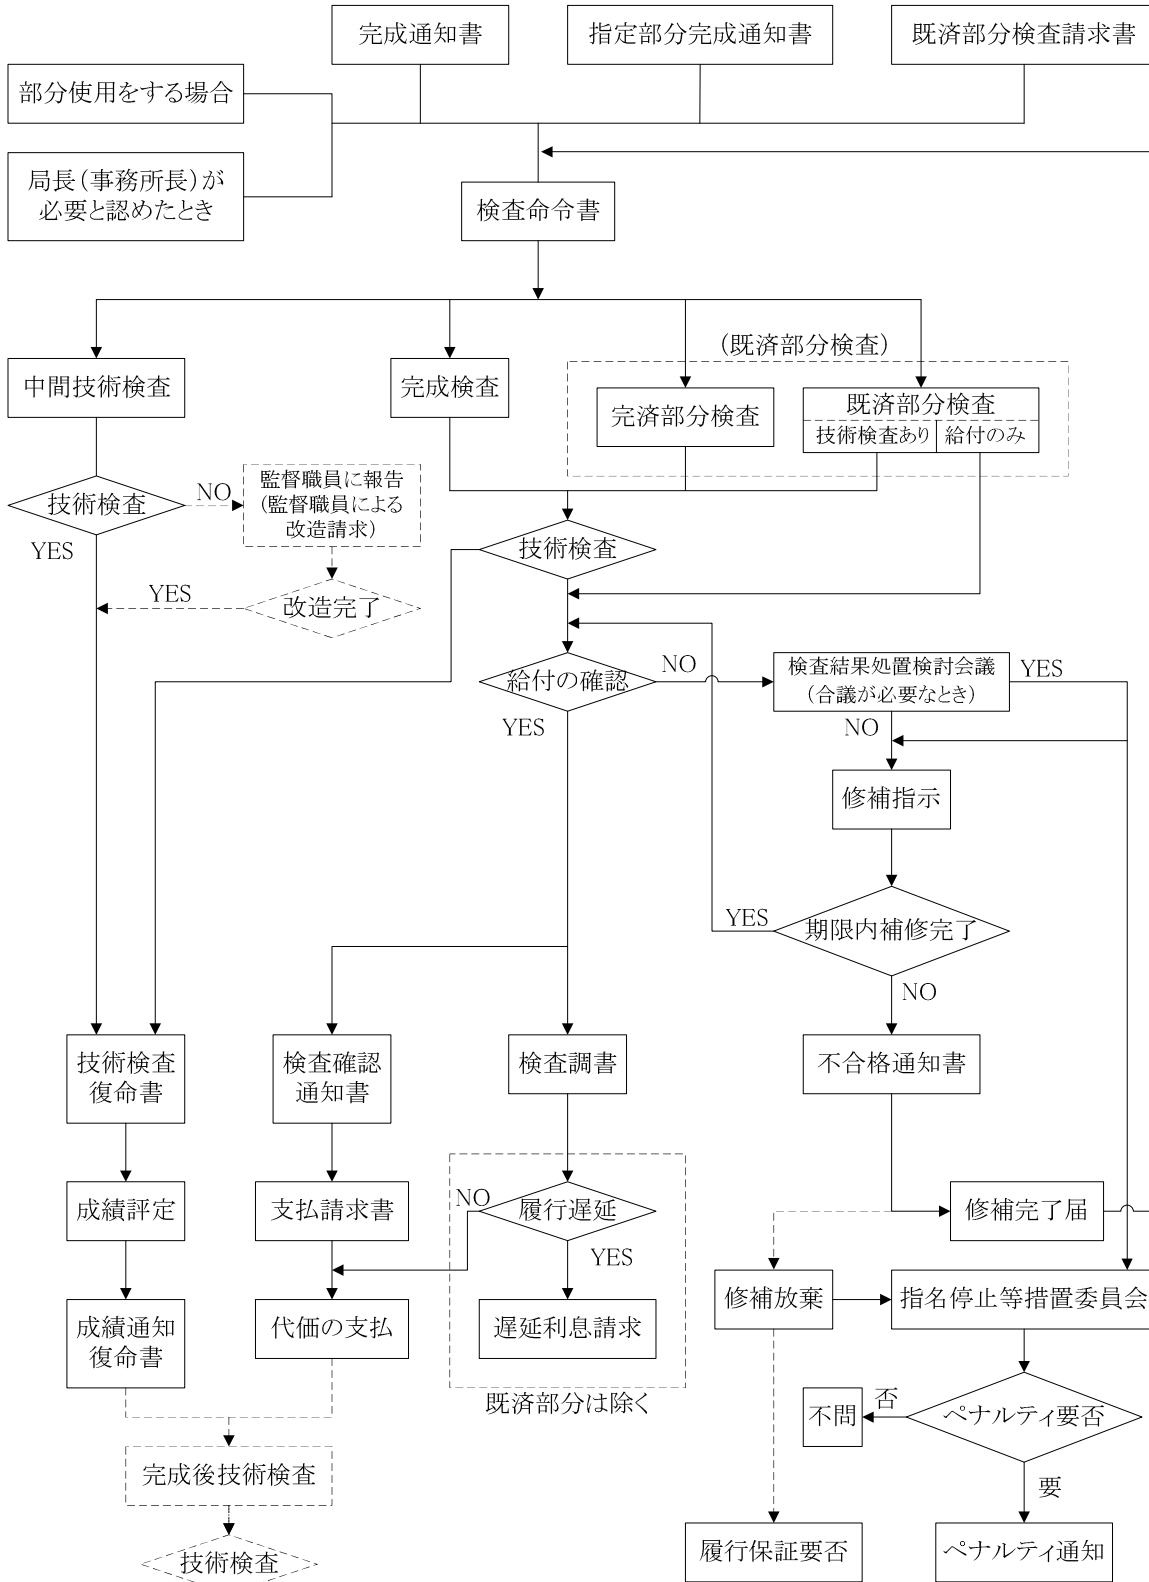 完成通知書
指定部分完成通知書
既済部分検査請求書
部分使用をする場合
局長（事務所長）が
必要と認めたとき
検査命令書
（既済部分検査）
中間技術検査
完成検査
完済部分検査
既済部分検査
技術検査あり
給付のみ
技術検査
NO
監督職員に報告
（監督職員による
改造請求）
YES
技術検査
YES
改造完了
給付の確認
NO
検査結果処置検討会議
（合議が必要なとき）
YES
YES
NO
修補指示
YES
期限内補修完了
NO
技術検査
復命書
検査確認
通知書
検査調書
不合格通知書
成績評定
支払請求書
NO
履行遅延
修補完了届
YES
成績通知
復命書
代価の支払
遅延利息請求
修補放棄
指名停止等措置委員会
既済部分は除く
不問
否
ペナルティ要否
完成後技術検査
要
技術検査
履行保証要否
ペナルティ通知